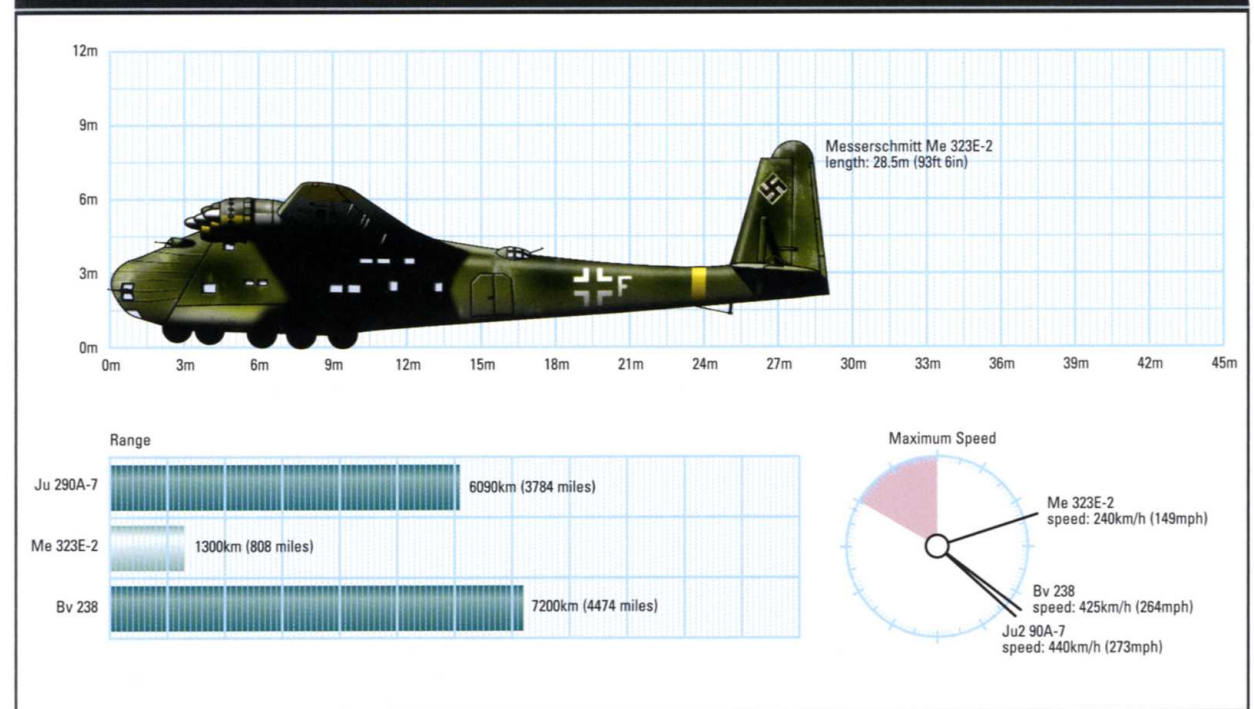 12m
9m
6m
3m
0m
0m 3m 6m 9m 12m 15m 18m 21m 24m 27m 30m 33m 36m 39m 42m 45m
Messerschmitt Me 323E-2
length: 28.5m (93ft 6in)
F
Range
Ju 290A-7
6090km (3784 miles)
Me 323E-2
1300km (808 miles)
Bv 238
7200km (4474 miles)
Maximum Speed
Me 323E-2
speed: 240km/h (149mph)
Bv 238
speed: 425km/h (264mph)
Ju2 90A-7
speed: 440km/h (273mph)